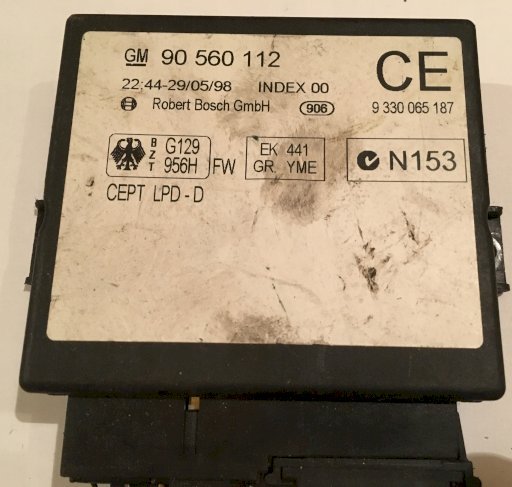 GM 90 560 112
CE
22:44-29/05/98 INDEX 00
Robert Bosch GmbH 906
9 330 065 187
BZT G129 956H FW
EK 441
GR. YME
N153
CEPT LPD - D